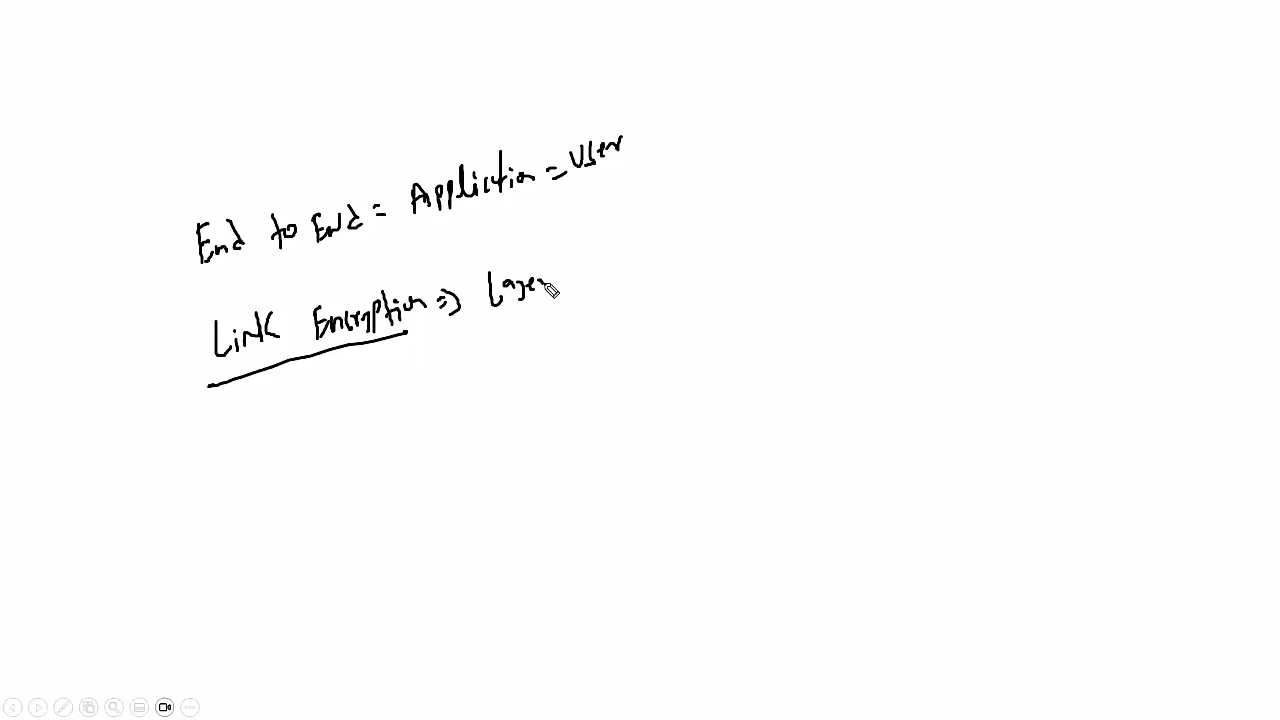 End to End = Application = User
Link Encryption => Layer